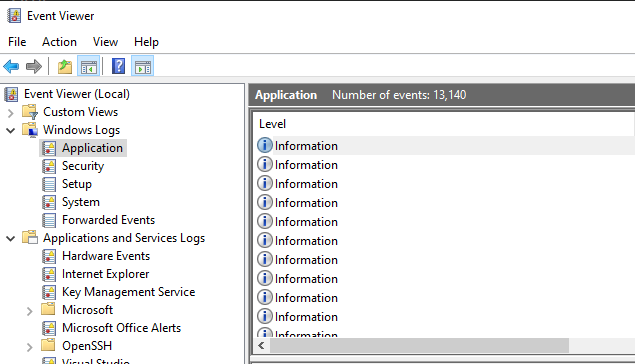 Event Viewer
File Action View Help
Event Viewer (Local)
Custom Views
Windows Logs
Application
Security
Setup
System
Forwarded Events
Applications and Services Logs
Hardware Events
Internet Explorer
Key Management Service
Microsoft
Microsoft Office Alerts
OpenSSH
Visual Studio
Application Number of events: 13,140
Level
Information
Information
Information
Information
Information
Information
Information
Information
Information
Information
Information